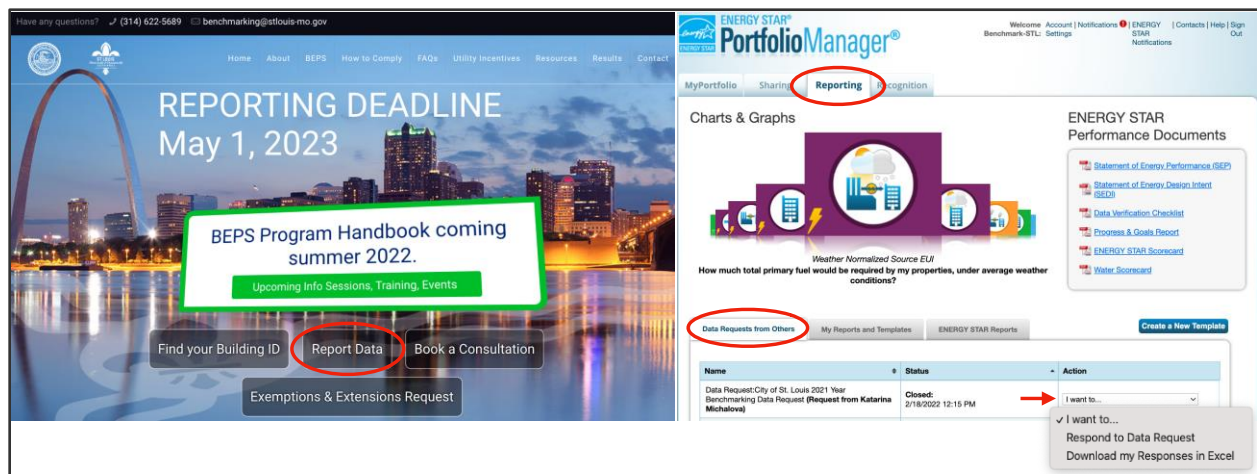 Have any questions? (314) 622-5689 benchmarking@stlouis-mo.gov
Home About BEPS How to Comply FAQs Utility Incentives Resources Results Contact
REPORTING DEADLINE
May 1, 2023
BEPS Program Handbook coming
summer 2022.
Upcoming Info Sessions, Training, Events
Find your Building ID Report Data Book a Consultation
Exemptions & Extensions Request
ENERGY STAR
ENERGY STAR®
PortfolioManager®
Welcome
Benchmark-STL:
Account
Settings
| Notifications
| ENERGY
STAR
Notifications
| Contacts | Help | Sign
Out
MyPortfolio Sharing Reporting Recognition
Charts & Graphs
Weather Normalized Source EUI
How much total primary fuel would be required by my properties, under average weather
conditions?
ENERGY STAR
Performance Documents
Statement of Energy Performance (SEP)
Statement of Energy Design Intent
(SEDI)
Data Verification Checklist
Progress & Goals Report
ENERGY STAR Scorecard
Water Scorecard
Data Requests from Others My Reports and Templates ENERGY STAR Reports Create a New Template
Name Status Action
Data Request:City of St. Louis 2021 Year
Benchmarking Data Request (Request from Katarina
Michalova)
Closed:
2/18/2022 12:15 PM
I want to...
✓ I want to...
Respond to Data Request
Download my Responses in Excel